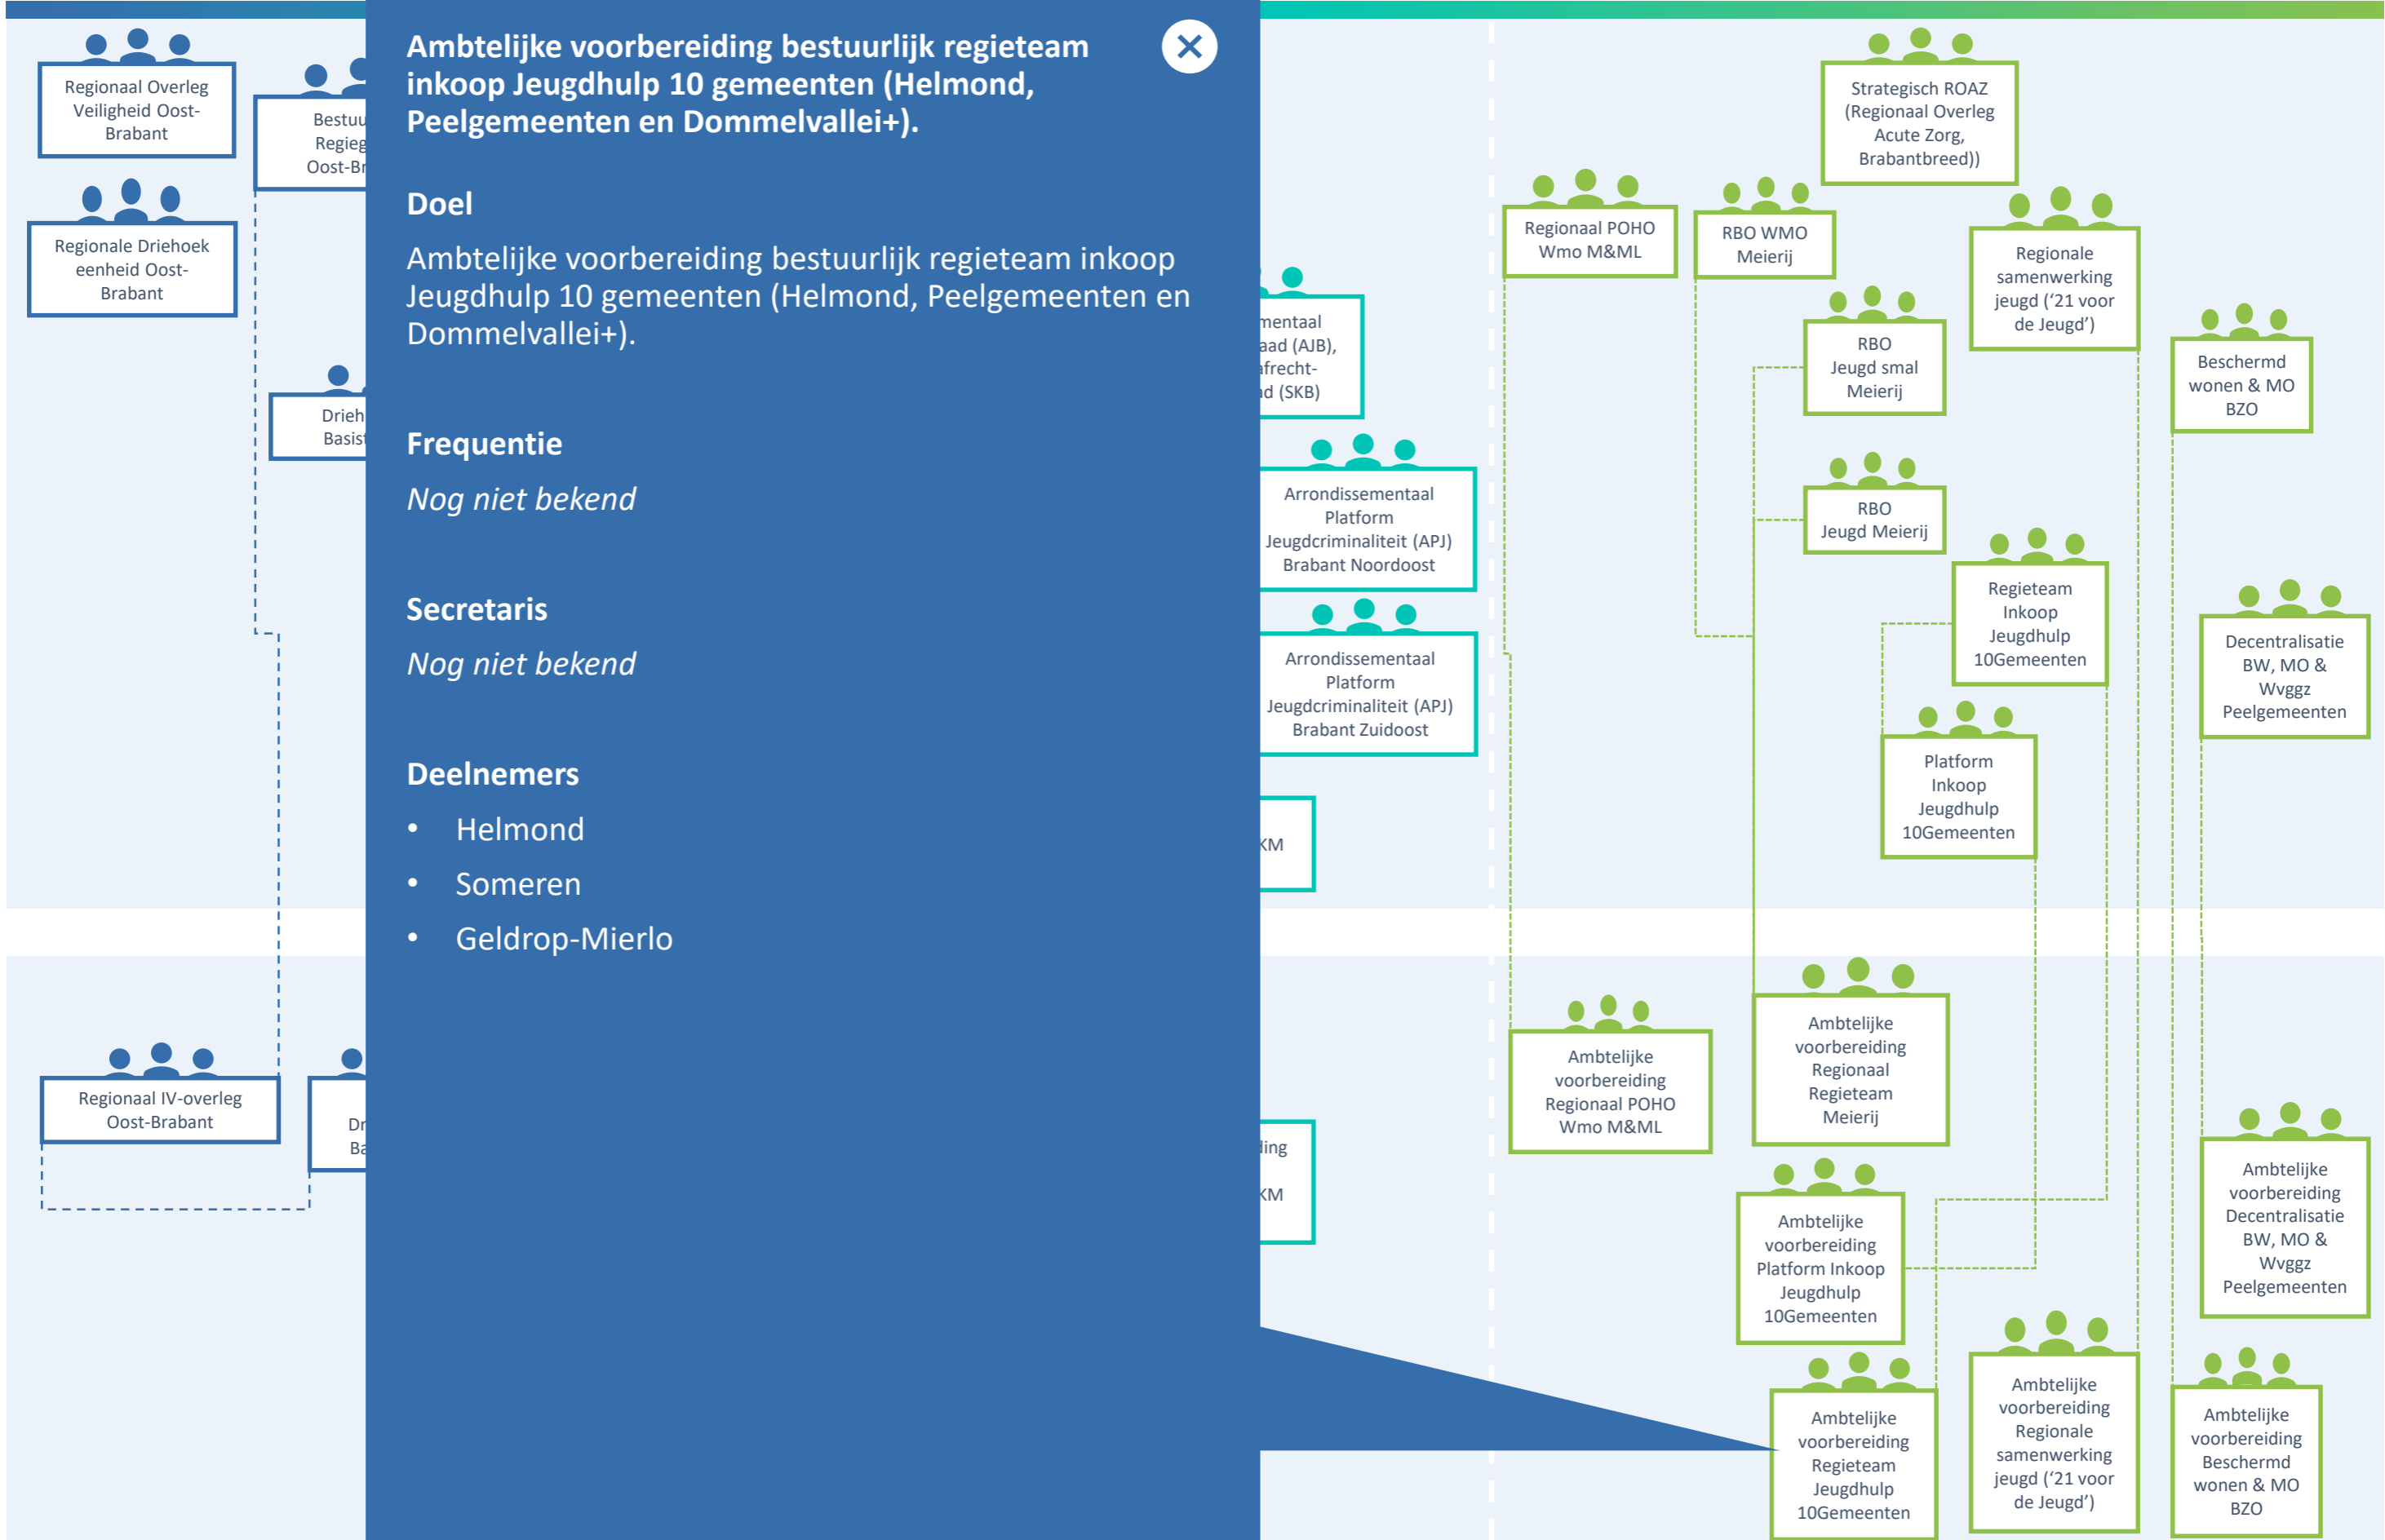 Regionaal Overleg
Veiligheid Oost-
Brabant
Regionale Driehoek
eenheid Oost-
Brabant
Regionaal IV-overleg
Oost-Brabant
Ambtelijke voorbereiding bestuurlijk regieteam
inkoop Jeugdhulp 10 gemeenten (Helmond,
Peelgemeenten en Dommelvallei+).
Doel
Ambtelijke voorbereiding bestuurlijk regieteam inkoop
Jeugdhulp 10 gemeenten (Helmond, Peelgemeenten en
Dommelvallei+).
Frequentie
Nog niet bekend
Secretaris
Nog niet bekend
Deelnemers
• Helmond
• Someren
• Geldrop-Mierlo
(AJB),
(SKB)
Arrondissementaal
Platform
Jeugdcriminaliteit (APJ)
Brabant Noordoost
Arrondissementaal
Platform
Jeugdcriminaliteit (APJ)
Brabant Zuidoost
Strategisch ROAZ
(Regionaal Overleg
Acute Zorg,
Brabantbreed))
Regionaal POHO
Wmo M&ML
RBO WMO
Meierij
Regionale
samenwerking
jeugd (‘21 voor
de Jeugd’)
RBO
Jeugd smal
Meierij
Beschermd
wonen & MO
BZO
RBO
Jeugd Meierij
Regieteam
Inkoop
Jeugdhulp
10Gemeenten
Decentralisatie
BW, MO &
Wvggz
Peelgemeenten
Platform
Inkoop
Jeugdhulp
10Gemeenten
Ambtelijke
voorbereiding
Regionaal POHO
Wmo M&ML
Ambtelijke
voorbereiding
Regionaal
Regieteam
Meierij
Ambtelijke
voorbereiding
Platform Inkoop
Jeugdhulp
10Gemeenten
Ambtelijke
voorbereiding
Decentralisatie
BW, MO &
Wvggz
Peelgemeenten
Ambtelijke
voorbereiding
Regieteam
Jeugdhulp
10Gemeenten
Ambtelijke
voorbereiding
Regionale
samenwerking
jeugd (‘21 voor
de Jeugd’)
Ambtelijke
voorbereiding
Beschermd
wonen & MO
BZO